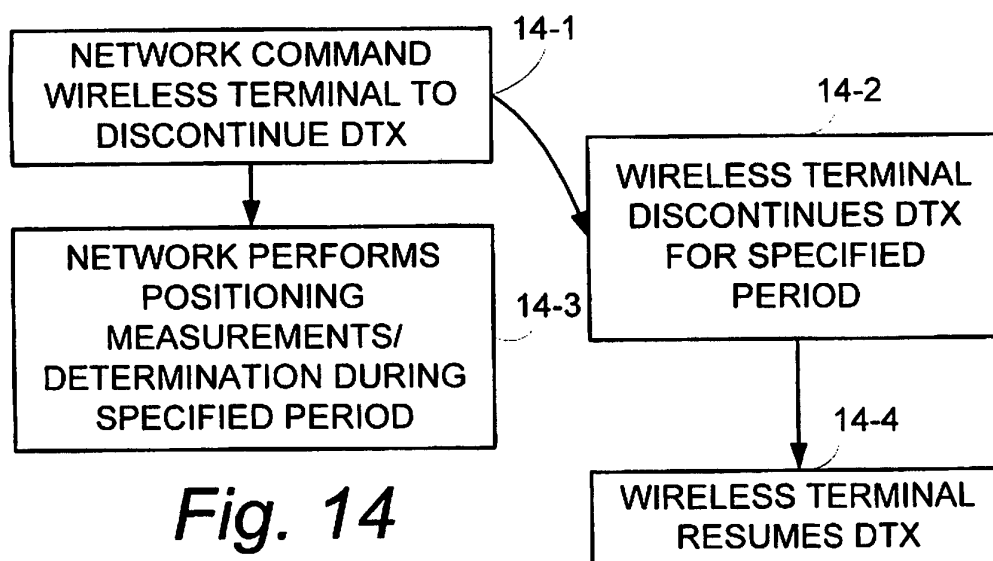 14-1
NETWORK COMMAND
WIRELESS TERMINAL TO
DISCONTINUE DTX
14-2
WIRELESS TERMINAL
DISCONTINUES DTX
FOR SPECIFIED
PERIOD
NETWORK PERFORMS
POSITIONING
MEASUREMENTS/
DETERMINATION DURING
SPECIFIED PERIOD
14-3
14-4
WIRELESS TERMINAL
RESUMES DTX
Fig. 14